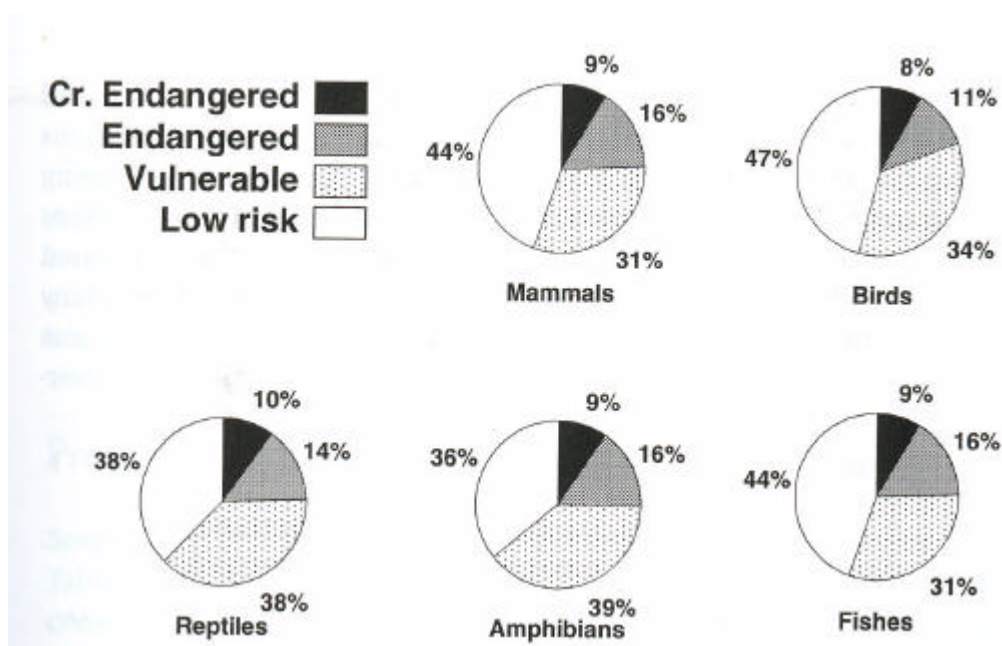 Cr. Endangered
Endangered
Vulnerable
Low risk
9%
16%
44%
31%
Mammals
8%
11%
47%
34%
Birds
10%
14%
38%
38%
Reptiles
9%
16%
36%
39%
Amphibians
9%
16%
44%
31%
Fishes